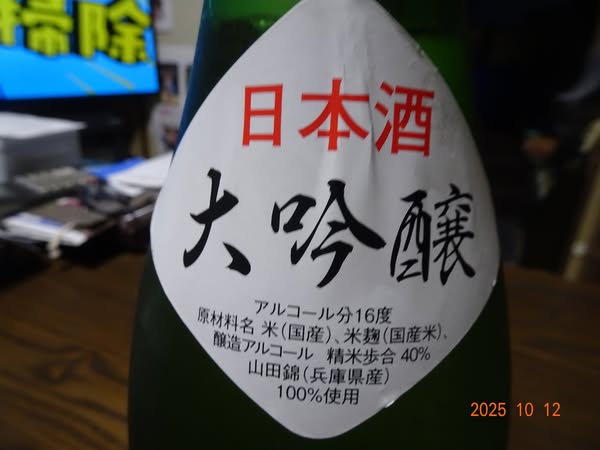 日本酒
大吟醸
アルコール分16度
原材料名 米(国産)、米麹(国産米)、
醸造アルコール 精米歩合 40%
山田錦(兵庫県産)
100%使用
2025 10 12